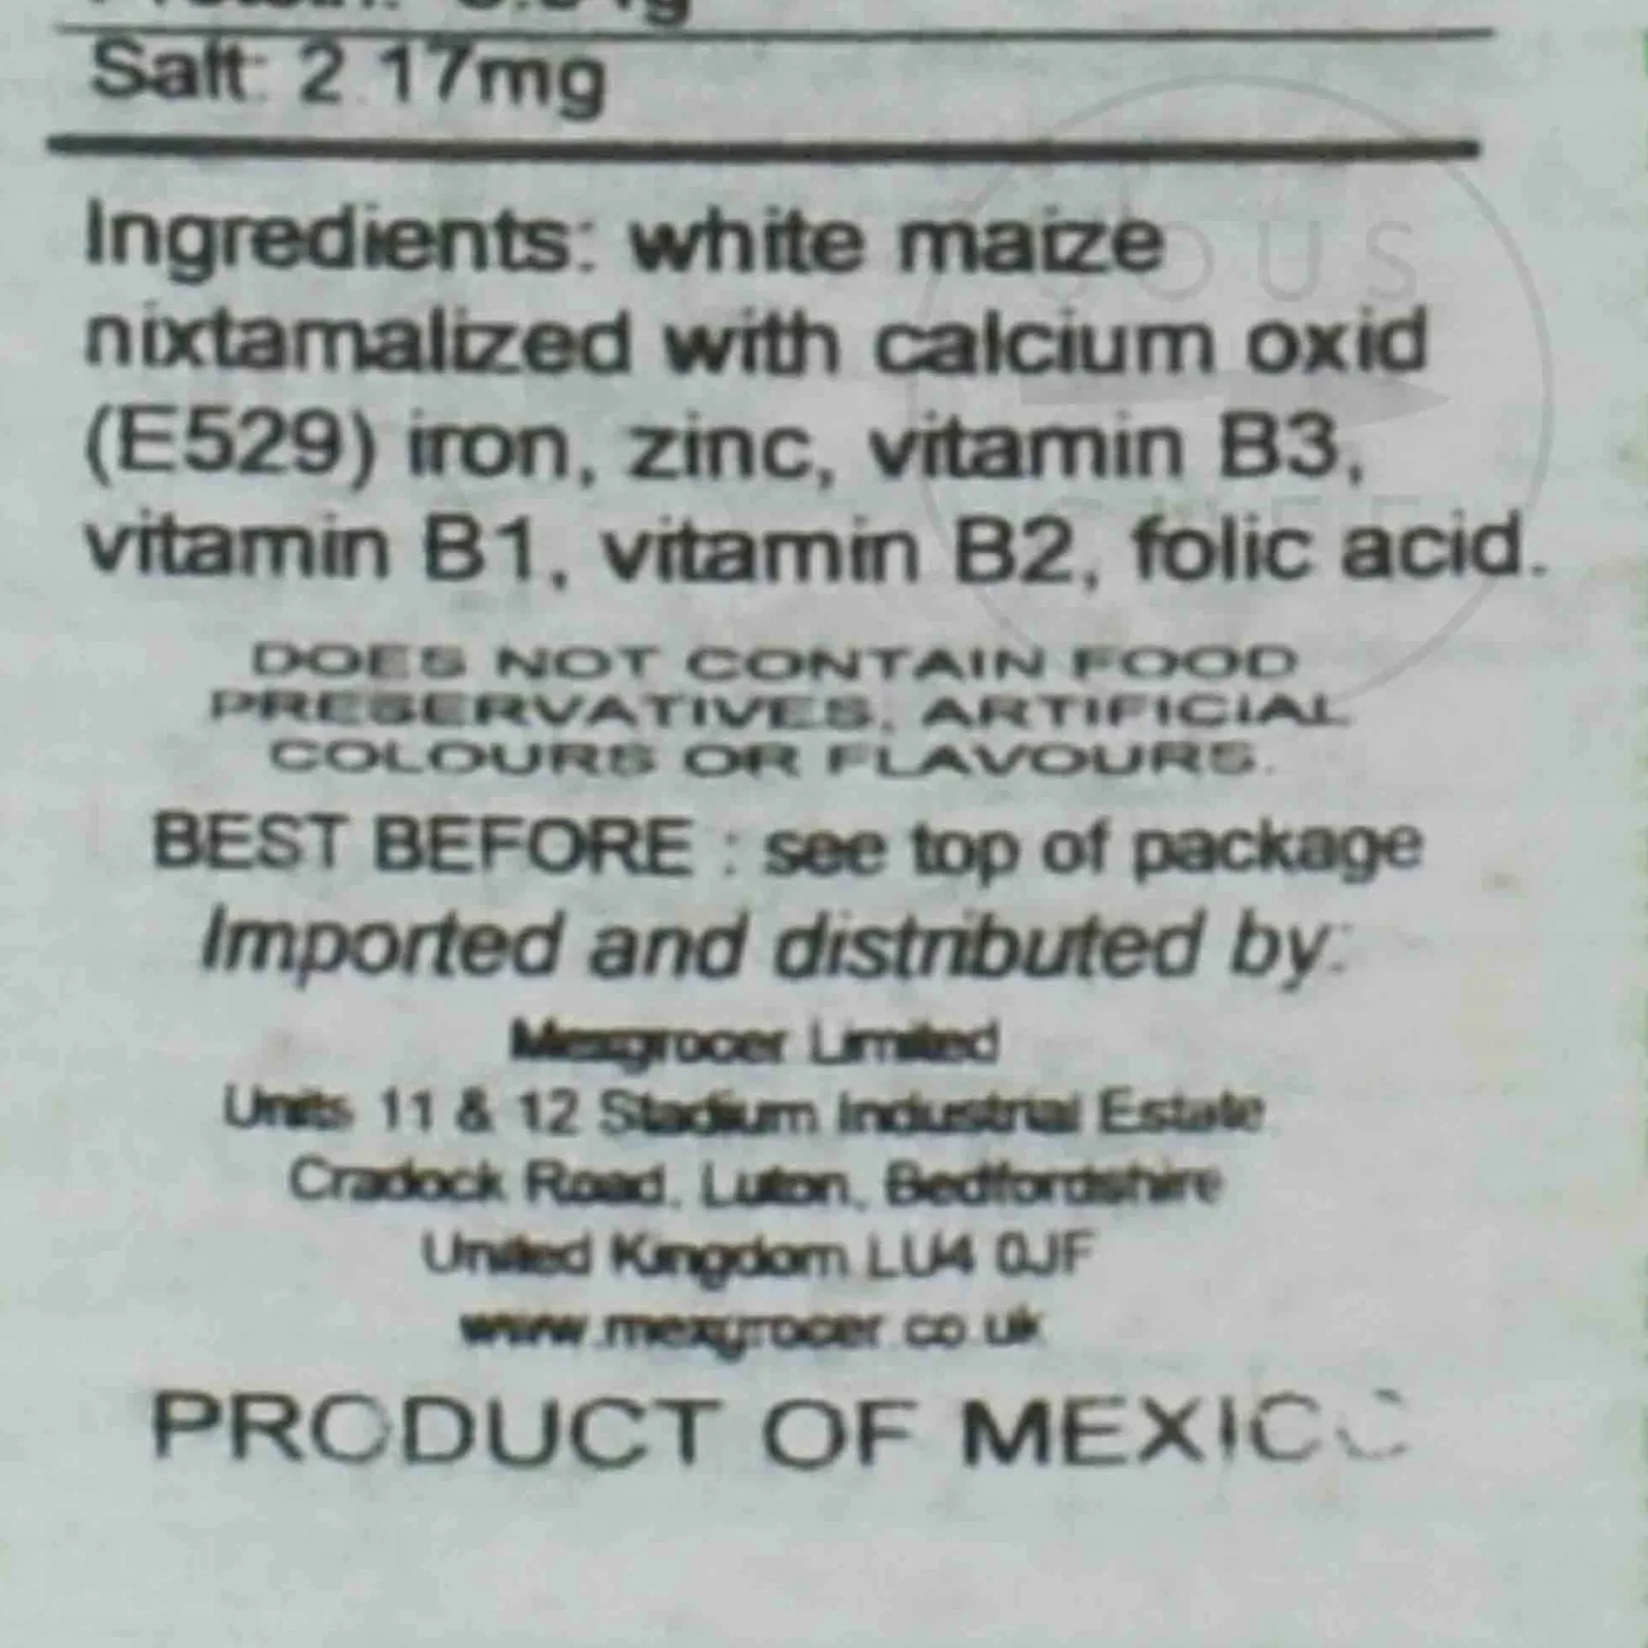 Salt: 2.17mg
Ingredients: white maize
nixtamalized with calcium oxid
(E529) iron, zinc, vitamin B3,
vitamin B1, vitamin B2, folic acid.
DOES NOT CONTAIN FOOD
PRESERVATIVES, ARTIFICIAL
COLOURS OR FLAVOURS.
BEST BEFORE : see top of package
Imported and distributed by:
Mexgrocer Limited
Units 11 & 12 Stadium Industrial Estate
Cradock Road, Luton, Bedfordshire
United Kingdom LU4 0JF
www.mexgrocer.co.uk
PRODUCT OF MEXICO